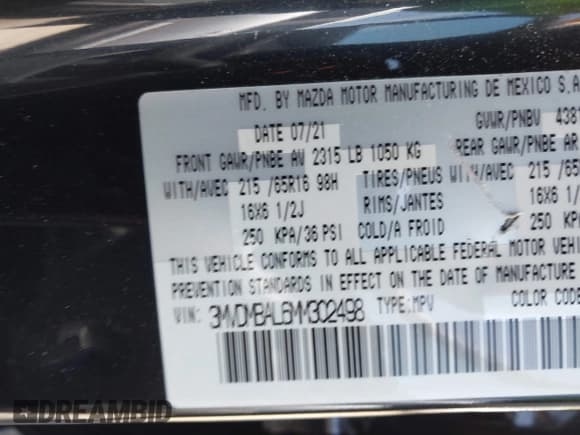 MFD. BY MAZDA MOTOR MANUFACTURING DE MEXICO S.A
DATE 07/21 GVWR/PNBV 4381
FRONT GAWR/PNBE AV 2315 LB 1050 KG REAR GAWR/PNBE AR
WITH/AVEC 215 /65R16 98H TIRES/PNEUS WITH/AVEC 215 /65
16X6 1/2J RIMS/JANTES 16X6 1/
250 KPA/36 PSI COLD/A FROID 250 KP
THIS VEHICLE CONFORMS TO ALL APPLICABLE FEDERAL MOTOR VEHI
PREVENTION STANDARDS IN EFFECT ON THE DATE OF MANUFACTURE
VIN: 3MVDMBAL6MM302498 TYPE:MPV COLOR CODE
DREAMBID